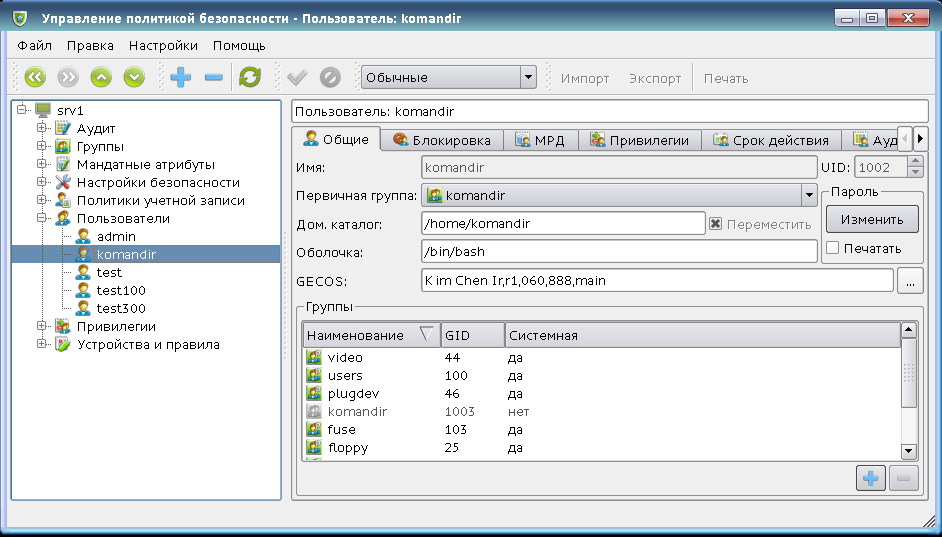 Управление политикой безопасности - Пользователь: komandir
Файл Правка Настройки Помощь
Обычные Импорт Экспорт Печать
srv1
Аудит
Группы
Мандатные атрибуты
Настройки безопасности
Политики учетной записи
Пользователи
admin
komandir
test
test100
test300
Привилегии
Устройства и правила
Пользователь: komandir
Общие Блокировка МРД Привилегии Срок действия Ауд
Имя: komandir UID: 1002
Первичная группа: komandir
Пароль
Изменить
Печатать
Дом. каталог: /home/komandir Переместить
Оболочка: /bin/bash
GECOS: Kim Chen Ir,r1,060,888,main ...
Группы
Наименование GID Системная
video 44 да
users 100 да
plugdev 46 да
komandir 1003 нет
fuse 103 да
floppy 25 да